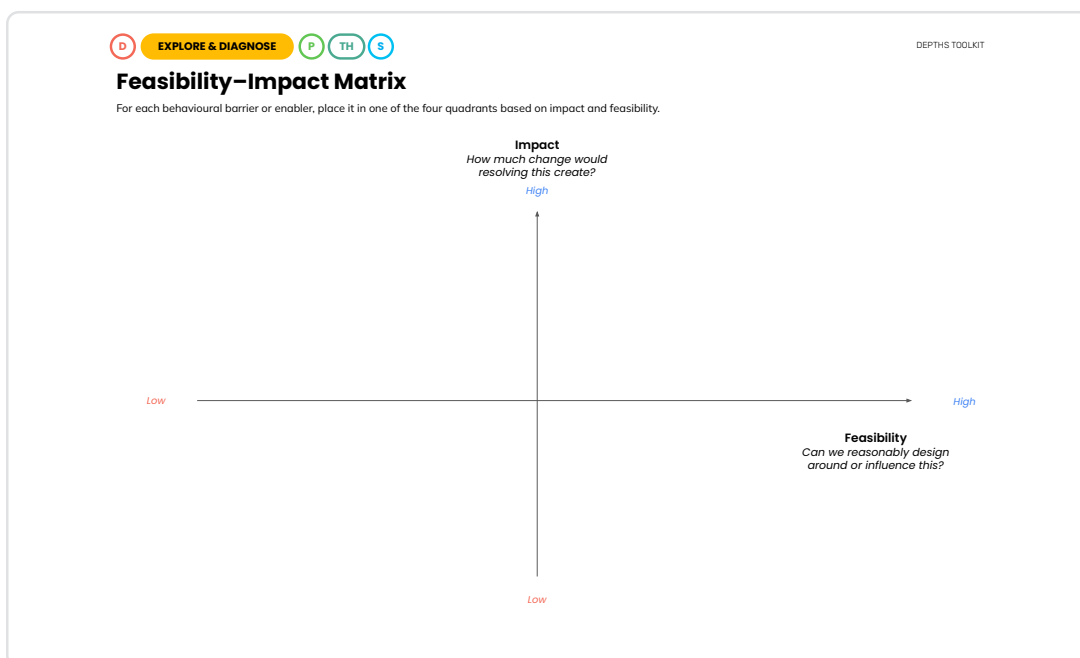 D EXPLORE & DIAGNOSE P TH S
DEPTHS TOOLKIT
Feasibility–Impact Matrix
For each behavioural barrier or enabler, place it in one of the four quadrants based on impact and feasibility.
Impact
How much change would
resolving this create?
High
Low
High
Feasibility
Can we reasonably design
around or influence this?
Low